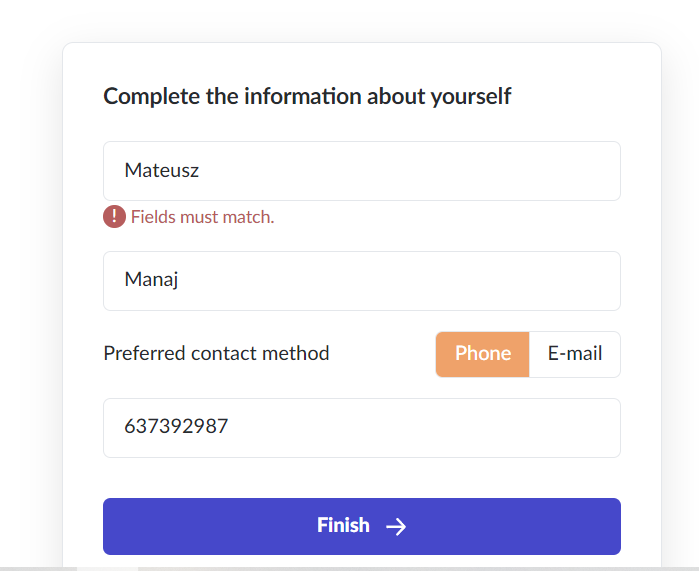 Complete the information about yourself
Mateusz
! Fields must match.
Manaj
Preferred contact method
Phone
E-mail
637392987
Finish →